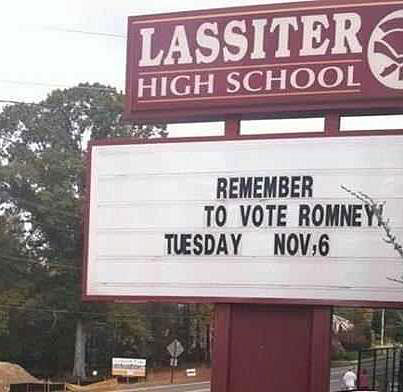 LASSITER
HIGH SCHOOL
REMEMBER
TO VOTE ROMNEY!
TUESDAY NOV,6